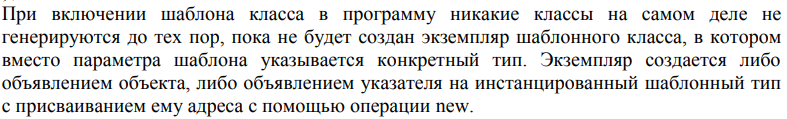 При включении шаблона класса в программу никакие классы на самом деле не
генерируются до тех пор, пока не будет создан экземпляр шаблонного класса, в котором
вместо параметра шаблона указывается конкретный тип. Экземпляр создается либо
объявлением объекта, либо объявлением указателя на инстанцированный шаблонный тип
с присваиванием ему адреса с помощью операции new.